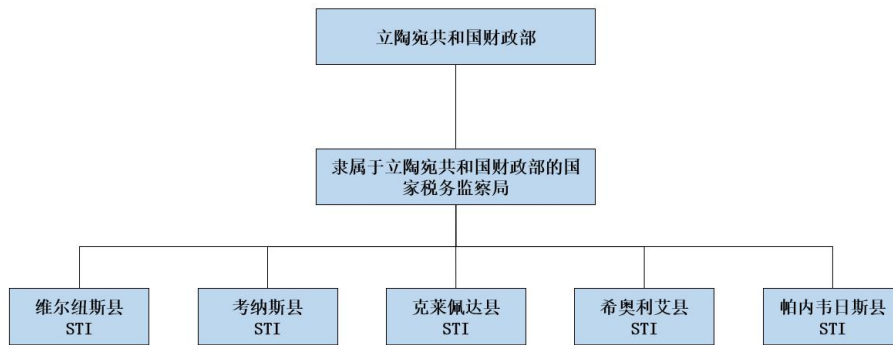 立陶宛共和国财政部
隶属于立陶宛共和国财政部的国
家税务监察局
维尔纽斯县
STI
考纳斯县
STI
克莱佩达县
STI
希奥利艾县
STI
帕内韦日斯县
STI